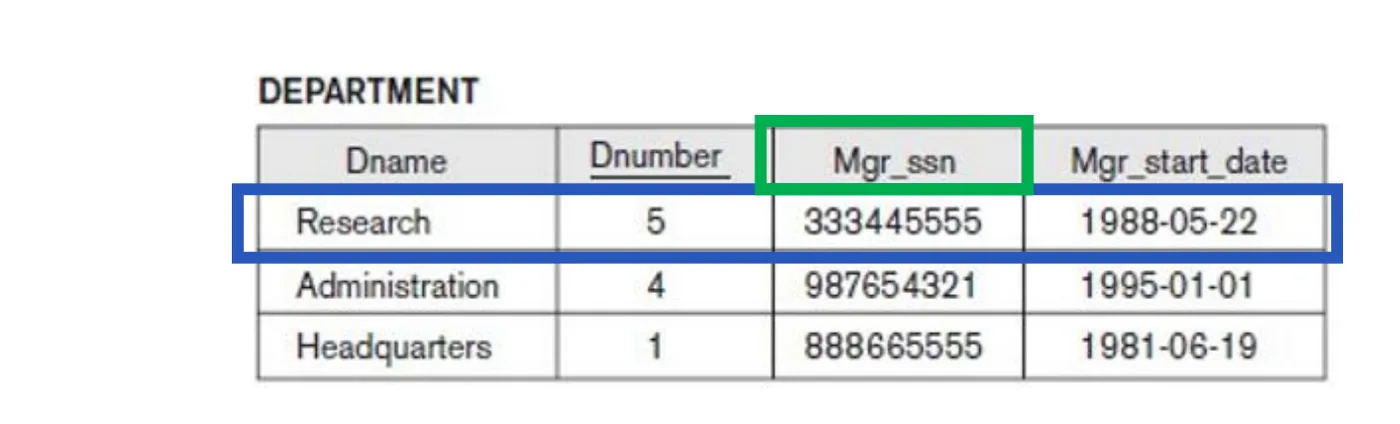 DEPARTMENT
Dname Dnumber Mgr_ssn Mgr_start_date
Research 5 333445555 1988-05-22
Administration 4 987654321 1995-01-01
Headquarters 1 888665555 1981-06-19